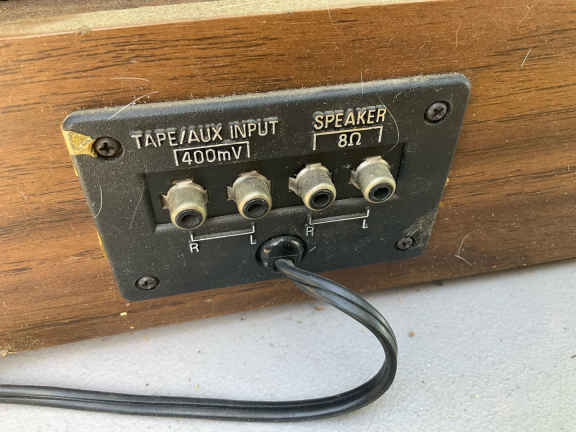 TAPE/AUX INPUT
400mV
SPEAKER
8Ω
R L
R L